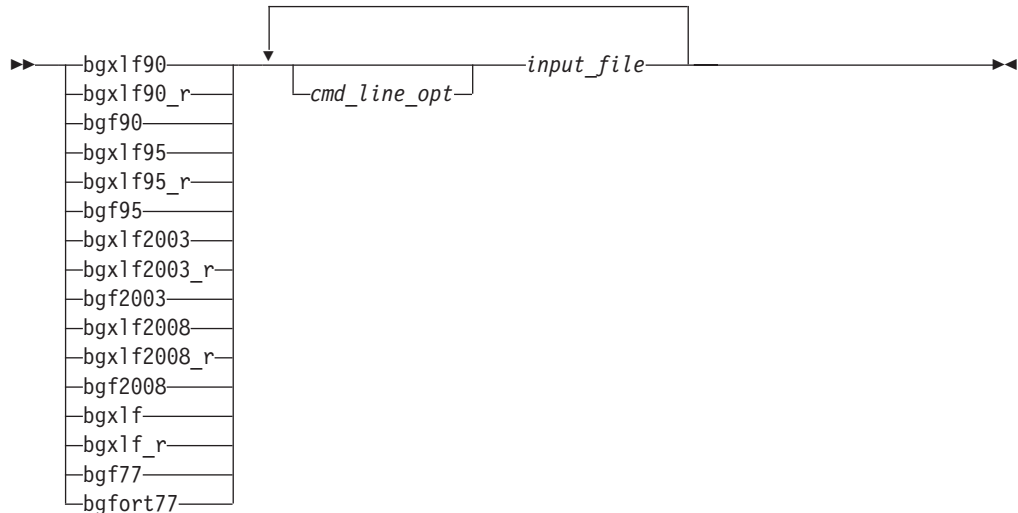 bgxlf90 input_file
bgxlf90_r cmd_line_opt
bgf90
bgxlf95
bgxlf95_r
bgf95
bgxlf2003
bgxlf2003_r
bgf2003
bgxlf2008
bgxlf2008_r
bgf2008
bgxlf
bgxlf_r
bgf77
bgfort77